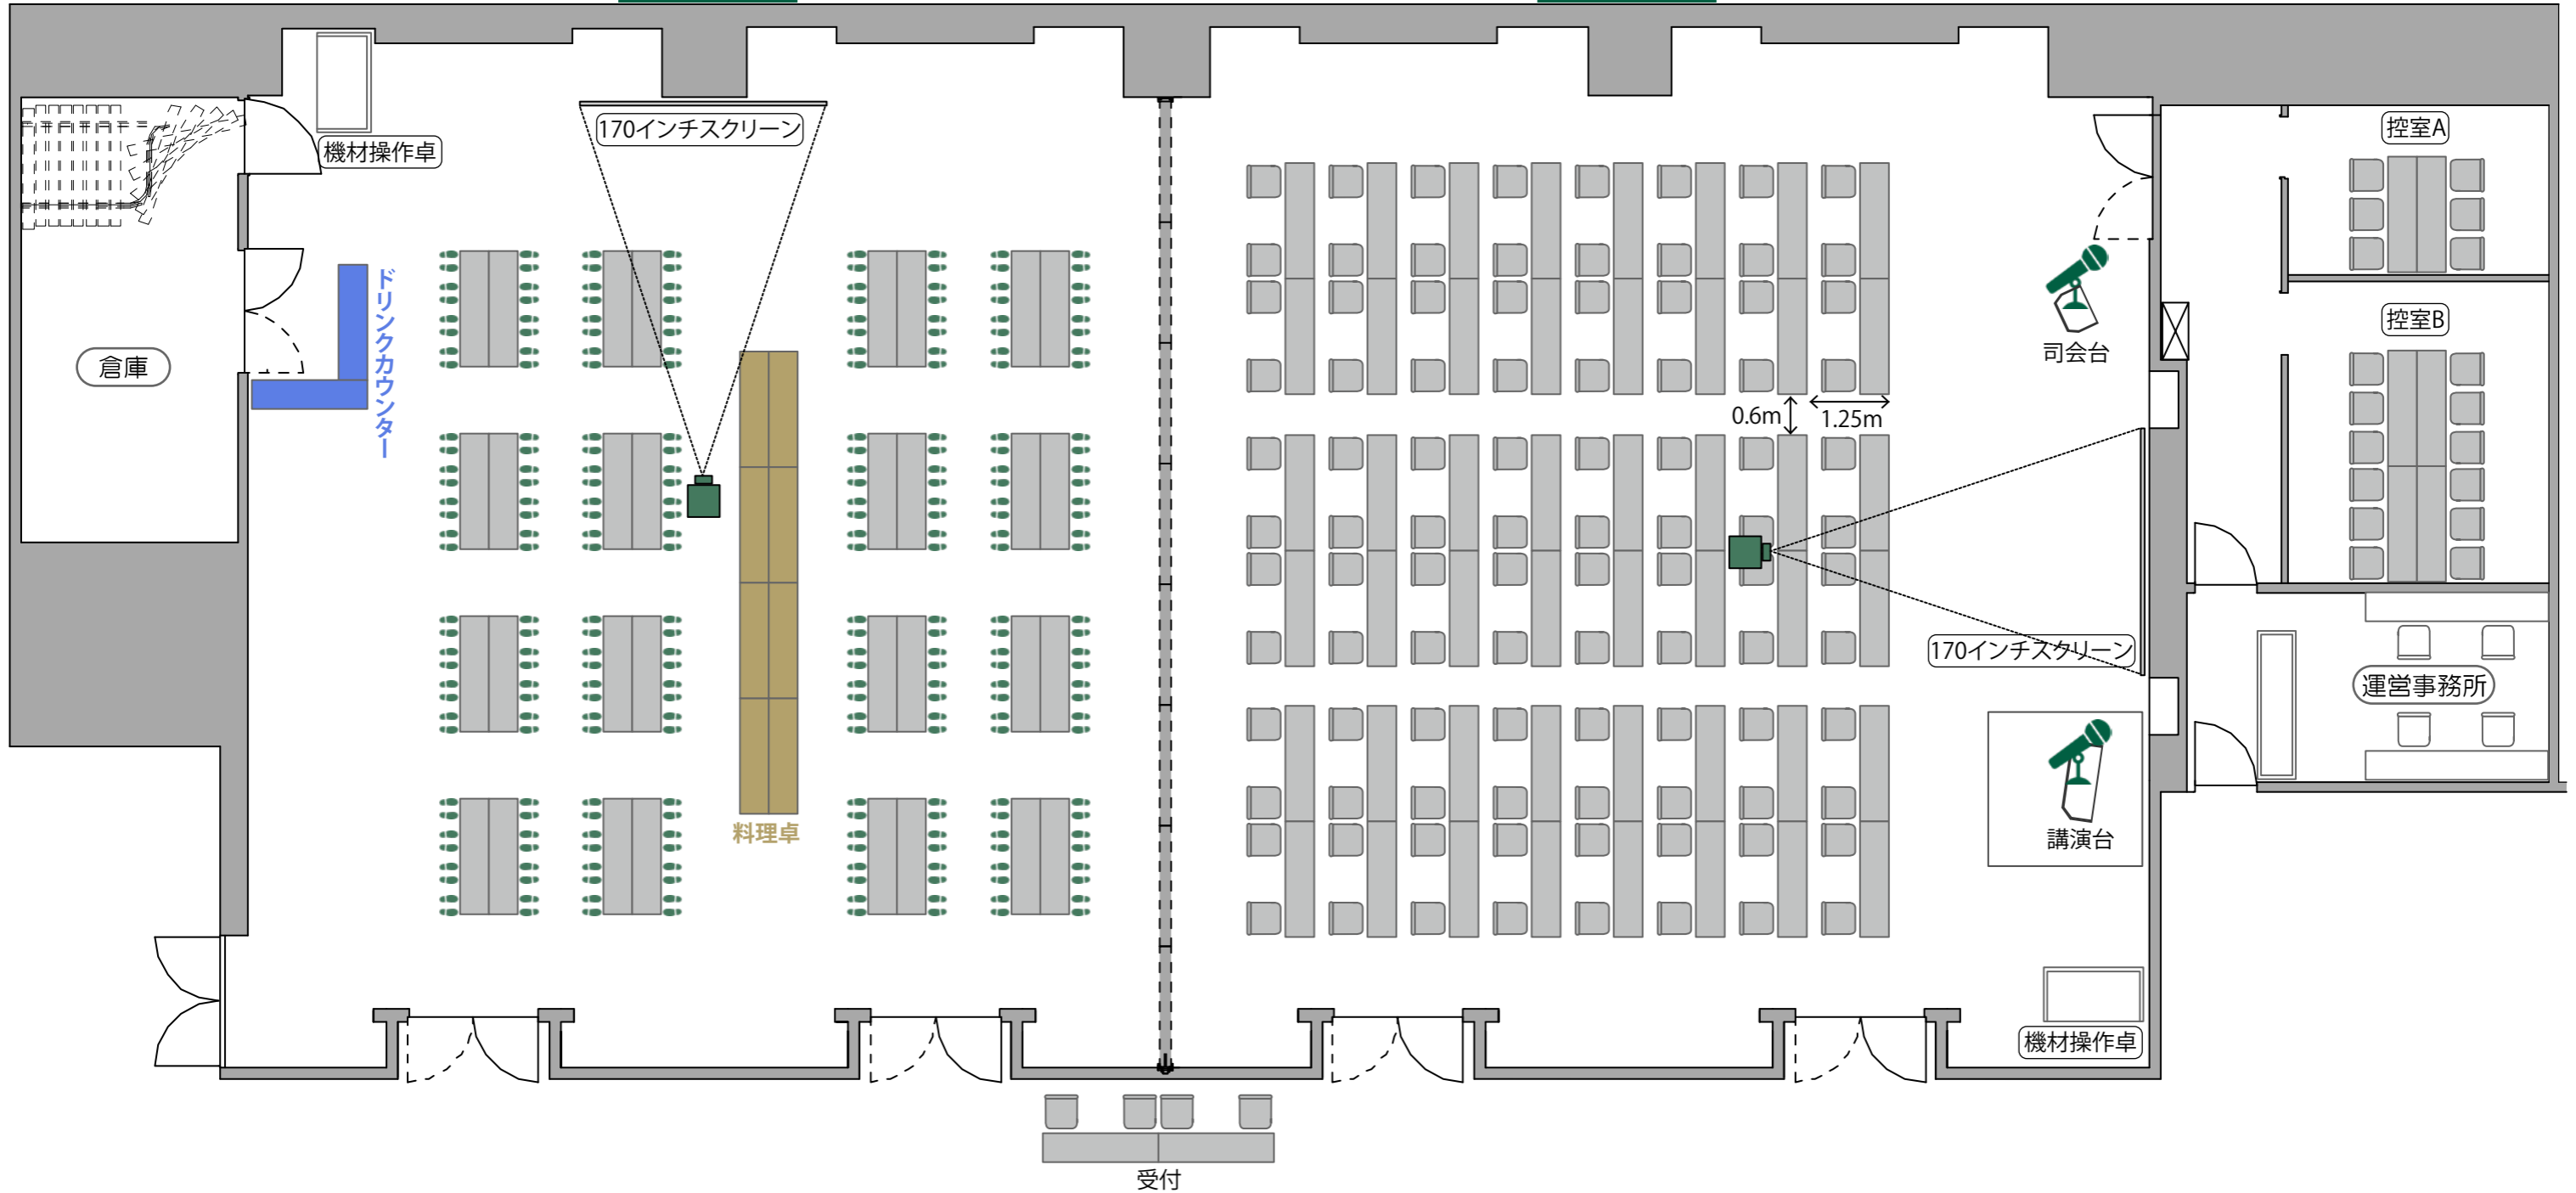 170インチスクリーン
機材操作卓
倉庫
ドリンクカウンター
料理卓
控室A
控室B
司会台
0.6m
1.25m
170インチスクリーン
運営事務所
講演台
機材操作卓
受付